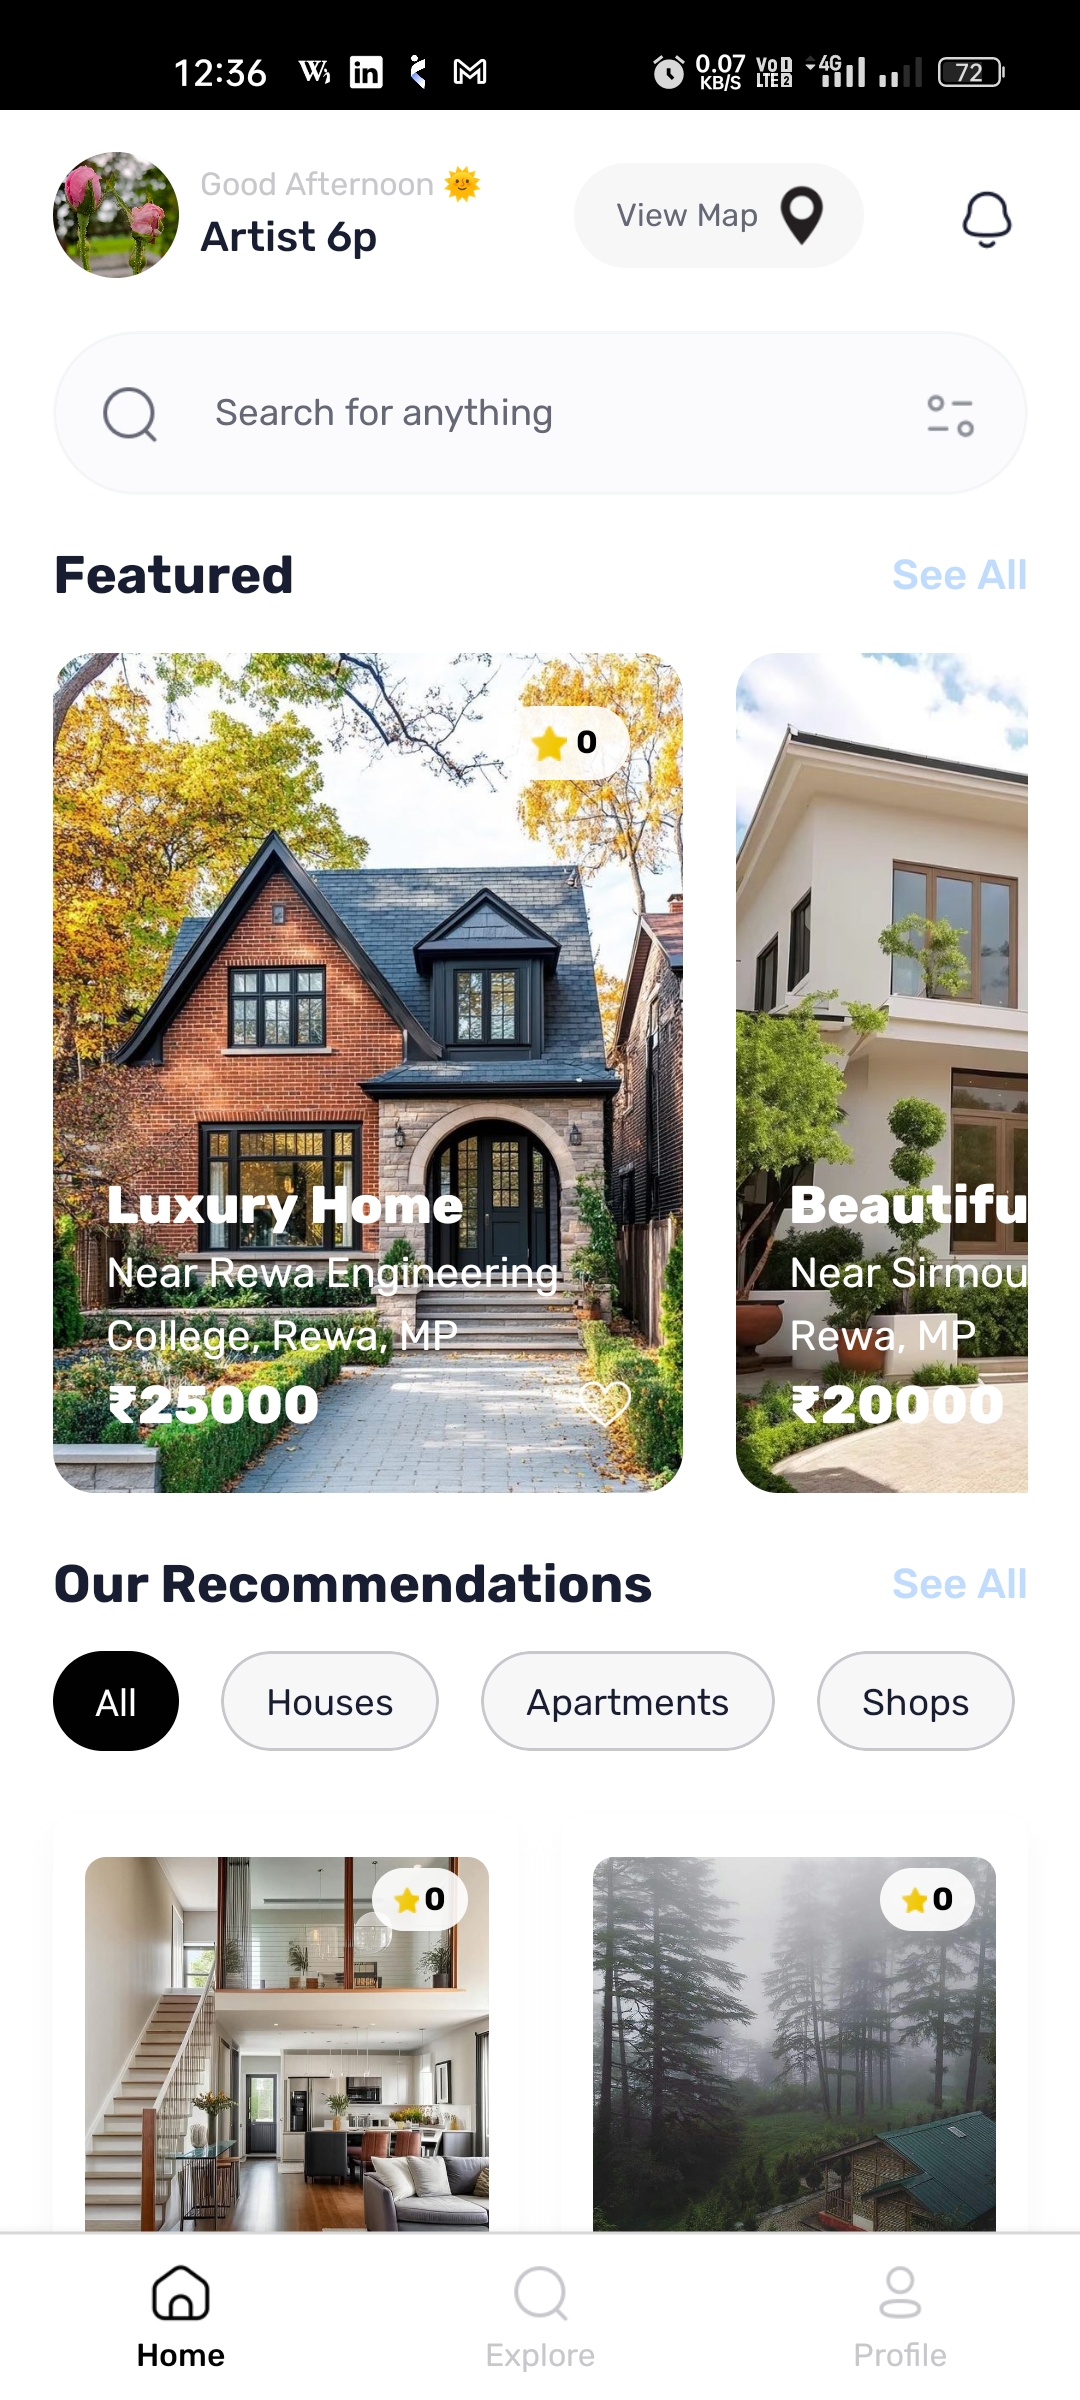 12:36
0.07 KB/S
VoD LTE2
4G
72
Good Afternoon 🌞
Artist 6p
View Map
Search for anything
Featured
See All
0
Luxury Home
Near Rewa Engineering
College, Rewa, MP
₹25000
Beautifu
Near Sirmou
Rewa, MP
₹20000
Our Recommendations
See All
All
Houses
Apartments
Shops
0
0
Home
Explore
Profile